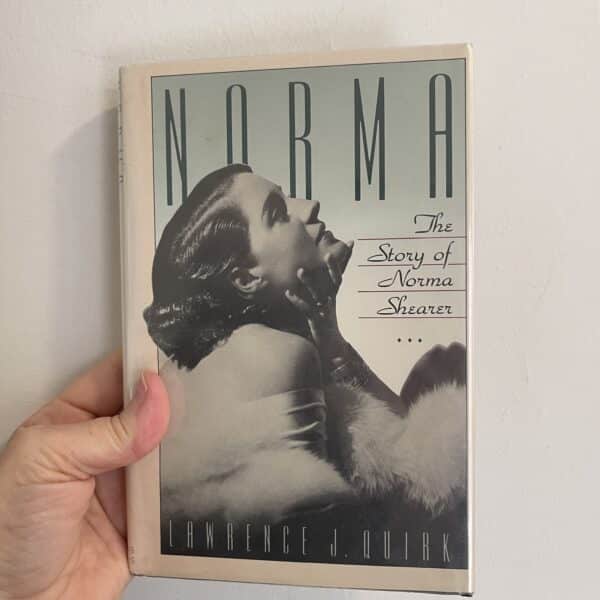 NORMA
The
Story of
Norma
Shearer
LAWRENCE J. QUIRK